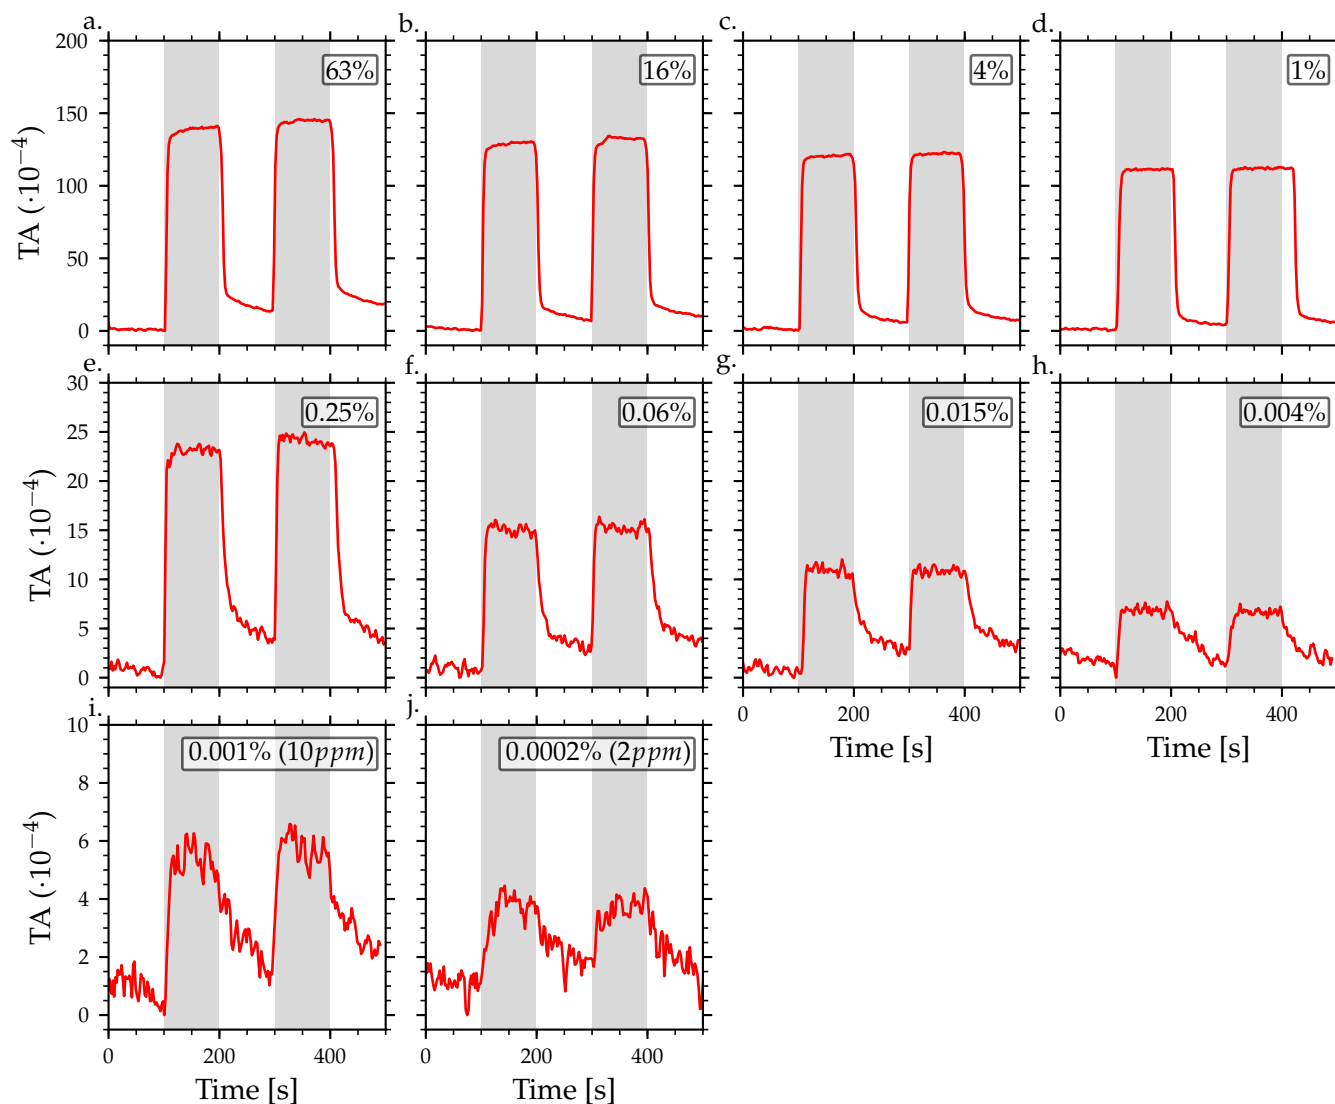 a.
b.
c.
d.
63%
16%
4%
1%
200
150
100
50
0
TA (·10⁻⁴)
e.
f.
g.
h.
0.25%
0.06%
0.015%
0.004%
30
25
20
15
10
5
0
TA (·10⁻⁴)
0 200 400
Time [s]
0 200 400
Time [s]
i.
j.
0.001% (10ppm)
0.0002% (2ppm)
10
8
6
4
2
0
TA (·10⁻⁴)
0 200 400
0 200 400
Time [s]
Time [s]